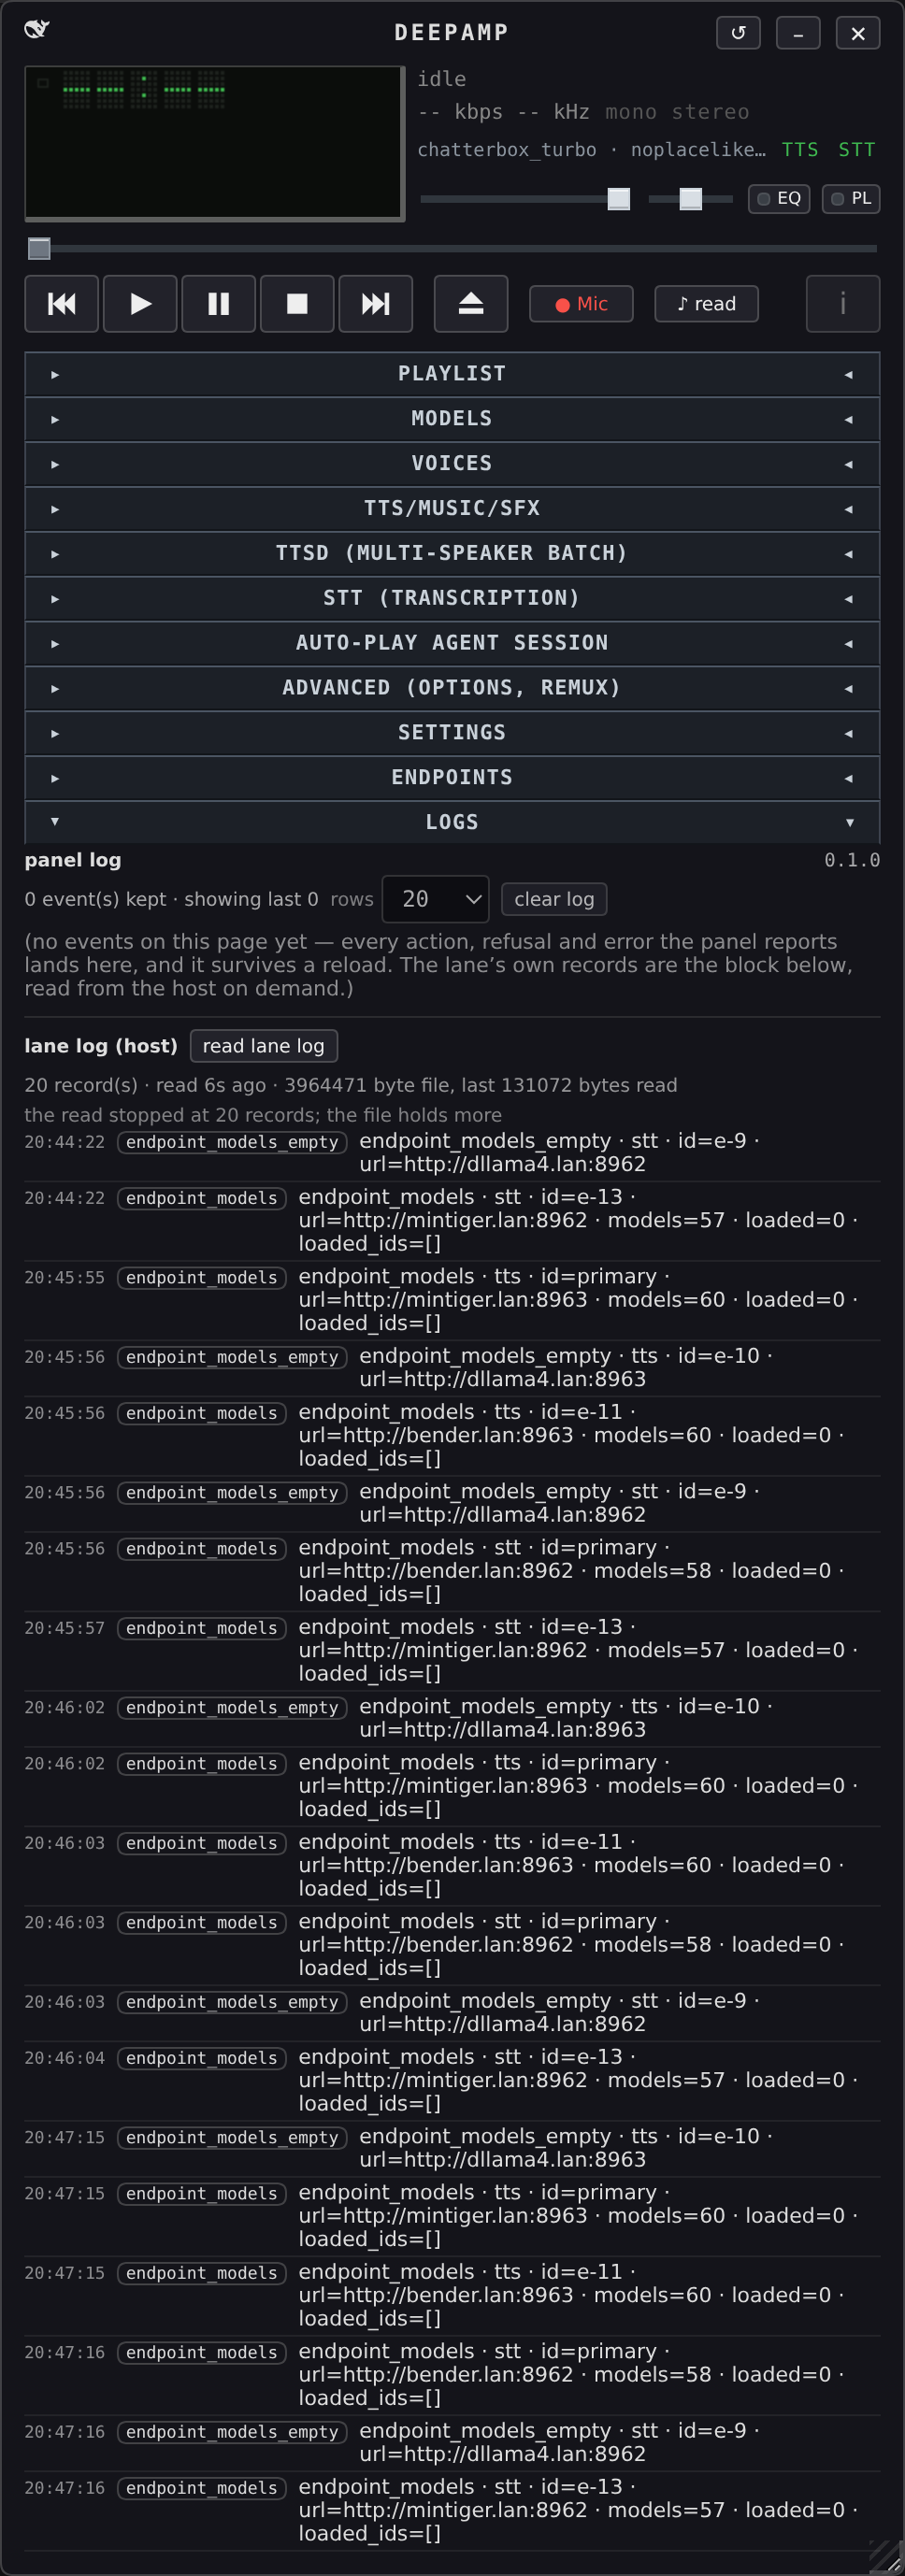 DEEPAMP
↺ – ✕
--:--
idle
-- kbps -- kHz mono stereo
chatterbox_turbo · noplacelike… TTS STT
EQ PL
● Mic ♪ read i
▸ PLAYLIST ◂
▸ MODELS ◂
▸ VOICES ◂
▸ TTS/MUSIC/SFX ◂
▸ TTSD (MULTI-SPEAKER BATCH) ◂
▸ STT (TRANSCRIPTION) ◂
▸ AUTO-PLAY AGENT SESSION ◂
▸ ADVANCED (OPTIONS, REMUX) ◂
▸ SETTINGS ◂
▸ ENDPOINTS ◂
▾ LOGS ▾
panel log 0.1.0
0 event(s) kept · showing last 0 rows 20 clear log
(no events on this page yet — every action, refusal and error the panel reports
lands here, and it survives a reload. The lane’s own records are the block below,
read from the host on demand.)
lane log (host) read lane log
20 record(s) · read 6s ago · 3964471 byte file, last 131072 bytes read
the read stopped at 20 records; the file holds more
20:44:22 endpoint_models_empty endpoint_models_empty · stt · id=e-9 ·
url=http://dllama4.lan:8962
20:44:22 endpoint_models endpoint_models · stt · id=e-13 ·
url=http://mintiger.lan:8962 · models=57 · loaded=0 ·
loaded_ids=[]
20:45:55 endpoint_models endpoint_models · tts · id=primary ·
url=http://mintiger.lan:8963 · models=60 · loaded=0 ·
loaded_ids=[]
20:45:56 endpoint_models_empty endpoint_models_empty · tts · id=e-10 ·
url=http://dllama4.lan:8963
20:45:56 endpoint_models endpoint_models · tts · id=e-11 ·
url=http://bender.lan:8963 · models=60 · loaded=0 ·
loaded_ids=[]
20:45:56 endpoint_models_empty endpoint_models_empty · stt · id=e-9 ·
url=http://dllama4.lan:8962
20:45:56 endpoint_models endpoint_models · stt · id=primary ·
url=http://bender.lan:8962 · models=58 · loaded=0 ·
loaded_ids=[]
20:45:57 endpoint_models endpoint_models · stt · id=e-13 ·
url=http://mintiger.lan:8962 · models=57 · loaded=0 ·
loaded_ids=[]
20:46:02 endpoint_models_empty endpoint_models_empty · tts · id=e-10 ·
url=http://dllama4.lan:8963
20:46:02 endpoint_models endpoint_models · tts · id=primary ·
url=http://mintiger.lan:8963 · models=60 · loaded=0 ·
loaded_ids=[]
20:46:03 endpoint_models endpoint_models · tts · id=e-11 ·
url=http://bender.lan:8963 · models=60 · loaded=0 ·
loaded_ids=[]
20:46:03 endpoint_models endpoint_models · stt · id=primary ·
url=http://bender.lan:8962 · models=58 · loaded=0 ·
loaded_ids=[]
20:46:03 endpoint_models_empty endpoint_models_empty · stt · id=e-9 ·
url=http://dllama4.lan:8962
20:46:04 endpoint_models endpoint_models · stt · id=e-13 ·
url=http://mintiger.lan:8962 · models=57 · loaded=0 ·
loaded_ids=[]
20:47:15 endpoint_models_empty endpoint_models_empty · tts · id=e-10 ·
url=http://dllama4.lan:8963
20:47:15 endpoint_models endpoint_models · tts · id=primary ·
url=http://mintiger.lan:8963 · models=60 · loaded=0 ·
loaded_ids=[]
20:47:15 endpoint_models endpoint_models · tts · id=e-11 ·
url=http://bender.lan:8963 · models=60 · loaded=0 ·
loaded_ids=[]
20:47:16 endpoint_models endpoint_models · stt · id=primary ·
url=http://bender.lan:8962 · models=58 · loaded=0 ·
loaded_ids=[]
20:47:16 endpoint_models_empty endpoint_models_empty · stt · id=e-9 ·
url=http://dllama4.lan:8962
20:47:16 endpoint_models endpoint_models · stt · id=e-13 ·
url=http://mintiger.lan:8962 · models=57 · loaded=0 ·
loaded_ids=[]